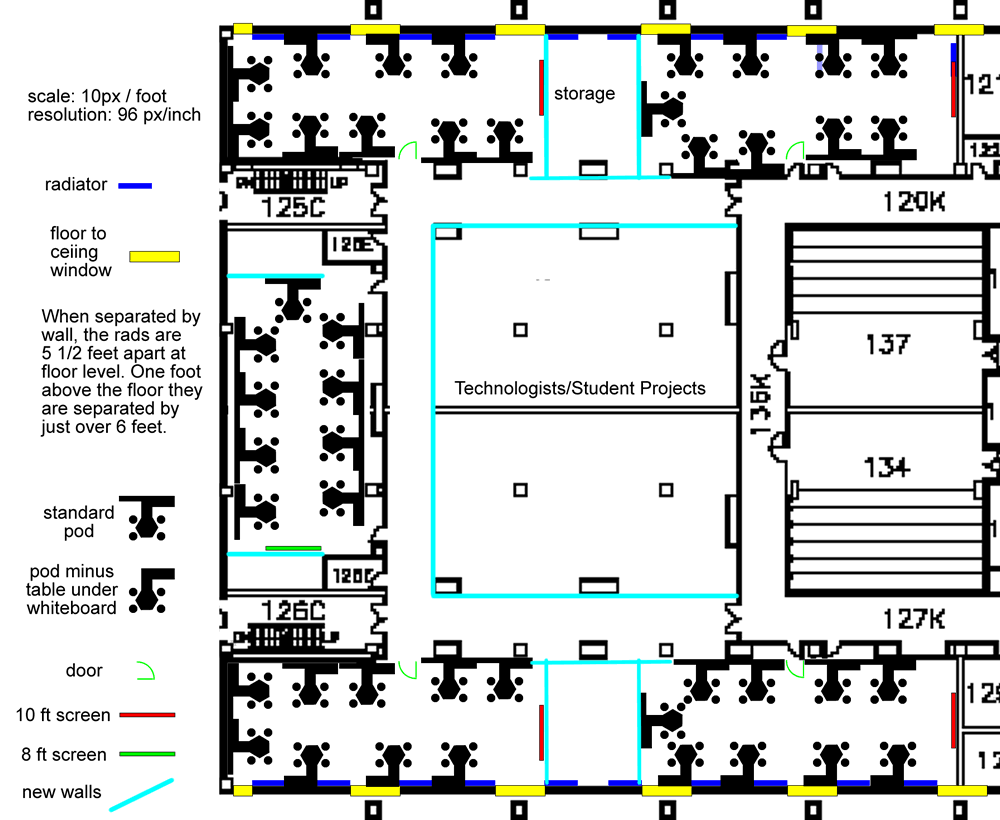 scale: 10px / foot
resolution: 96 px/inch
radiator
floor to
ceiing
window
When separated by
wall, the rads are
5 1/2 feet apart at
floor level. One foot
above the floor they
are separated by
just over 6 feet.
standard
pod
pod minus
table under
whiteboard
door
10 ft screen
8 ft screen
new walls
storage
UP
125C
120K
137
Technologists/Student Projects
136K
134
126C
127K